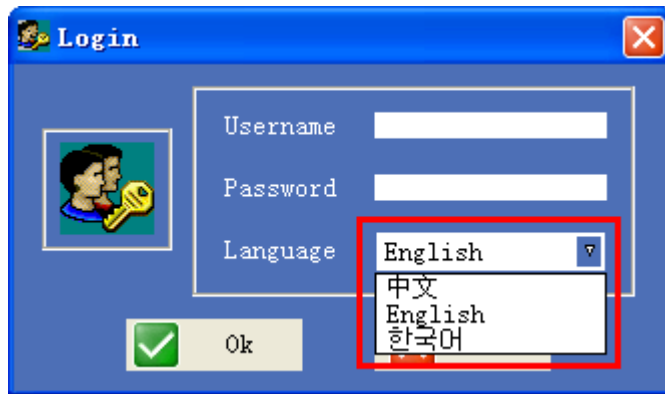 Login
Username
Password
Language English
中文
English
한국어
Ok